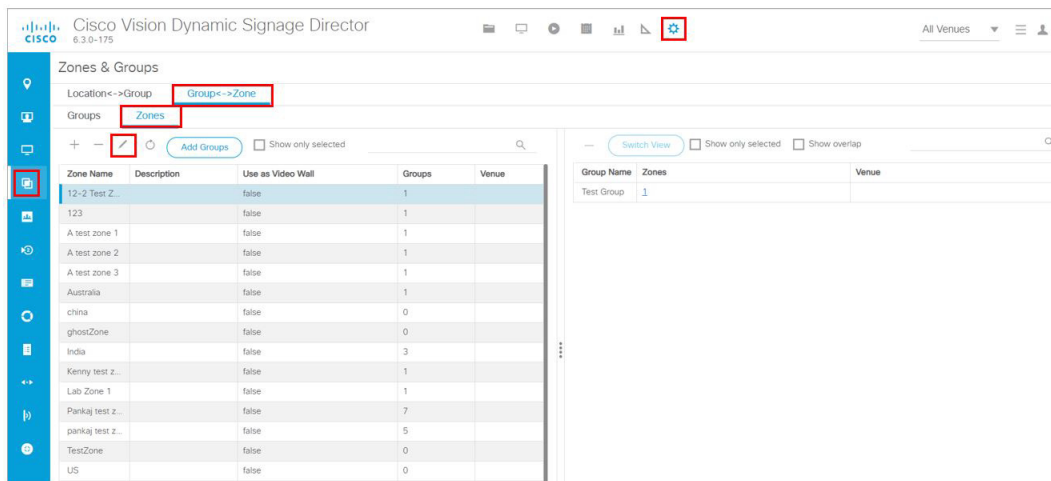 CISCO Cisco Vision Dynamic Signage Director
6.3.0-175
All Venues
Zones & Groups
Location<->Group Group<->Zone
Groups Zones
Add Groups Show only selected
Switch View Show only selected Show overlap
Zone Name Description Use as Video Wall Groups Venue
12-2 Test Z... false 1
123 false 1
A test zone 1 false 1
A test zone 2 false 1
A test zone 3 false 1
Australia false 1
china false 0
ghostZone false 0
India false 3
Kenny test z... false 1
Lab Zone 1 false 1
Pankaj test z... false 7
pankaj test z... false 5
TestZone false 0
US false 0
Group Name Zones Venue
Test Group 1